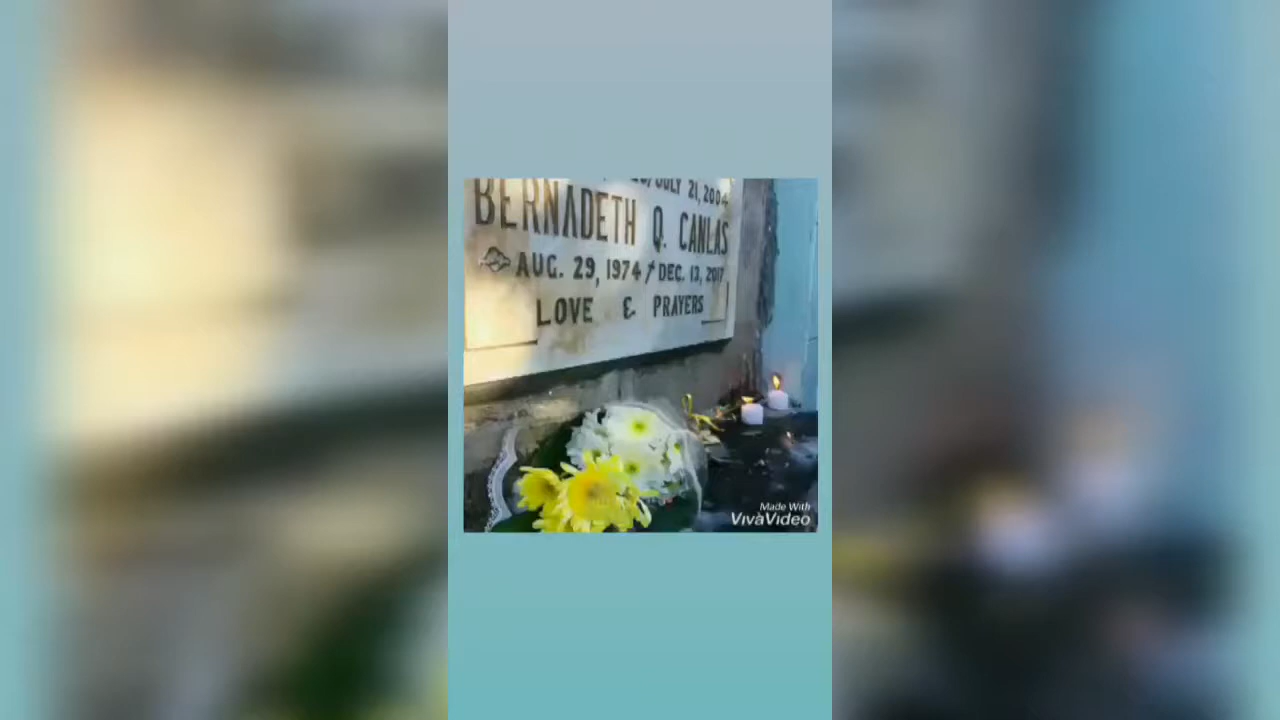 JULY 21, 2004
BERNADETH Q. CANLAS
AUG. 29, 1974 † DEC. 13, 2017
LOVE & PRAYERS
Made With
VivaVideo